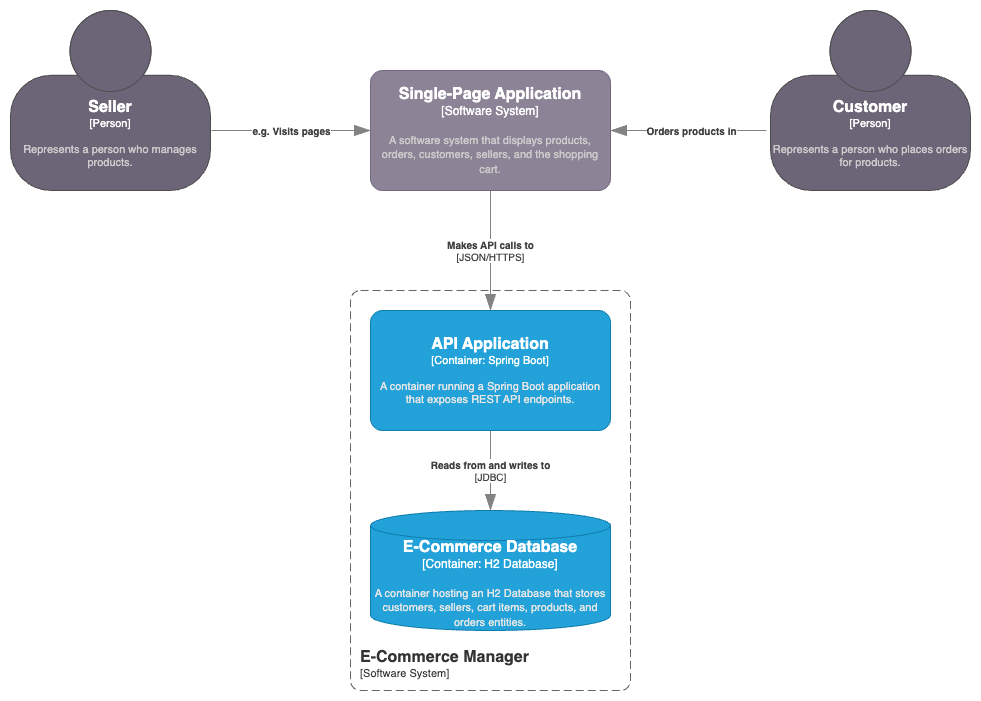 Seller
[Person]
Represents a person who manages
products.
e.g. Visits pages
Single-Page Application
[Software System]
A software system that displays products,
orders, customers, sellers, and the shopping
cart.
Orders products in
Customer
[Person]
Represents a person who places orders
for products.
Makes API calls to
[JSON/HTTPS]
API Application
[Container: Spring Boot]
A container running a Spring Boot application
that exposes REST API endpoints.
Reads from and writes to
[JDBC]
E-Commerce Database
[Container: H2 Database]
A container hosting an H2 Database that stores
customers, sellers, cart items, products, and
orders entities.
E-Commerce Manager
[Software System]